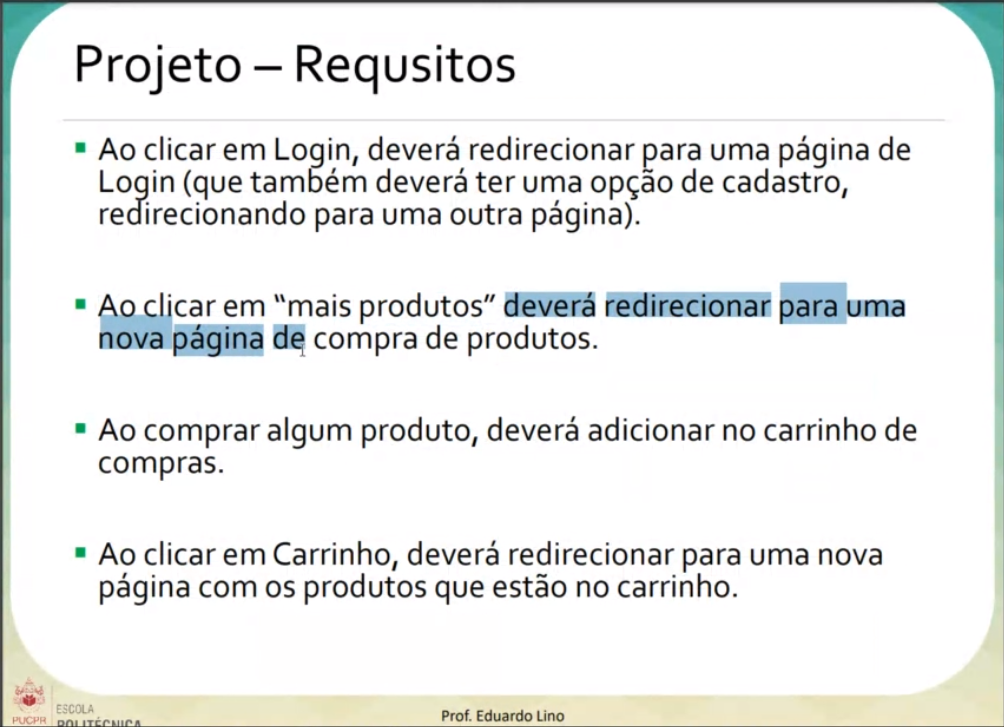 Projeto – Requsitos
Ao clicar em Login, deverá redirecionar para uma página de
Login (que também deverá ter uma opção de cadastro,
redirecionando para uma outra página).
Ao clicar em “mais produtos” deverá redirecionar para uma
nova página de compra de produtos.
Ao comprar algum produto, deverá adicionar no carrinho de
compras.
Ao clicar em Carrinho, deverá redirecionar para uma nova
página com os produtos que estão no carrinho.
PUCPR
ESCOLA
POLITÉCNICA
Prof. Eduardo Lino